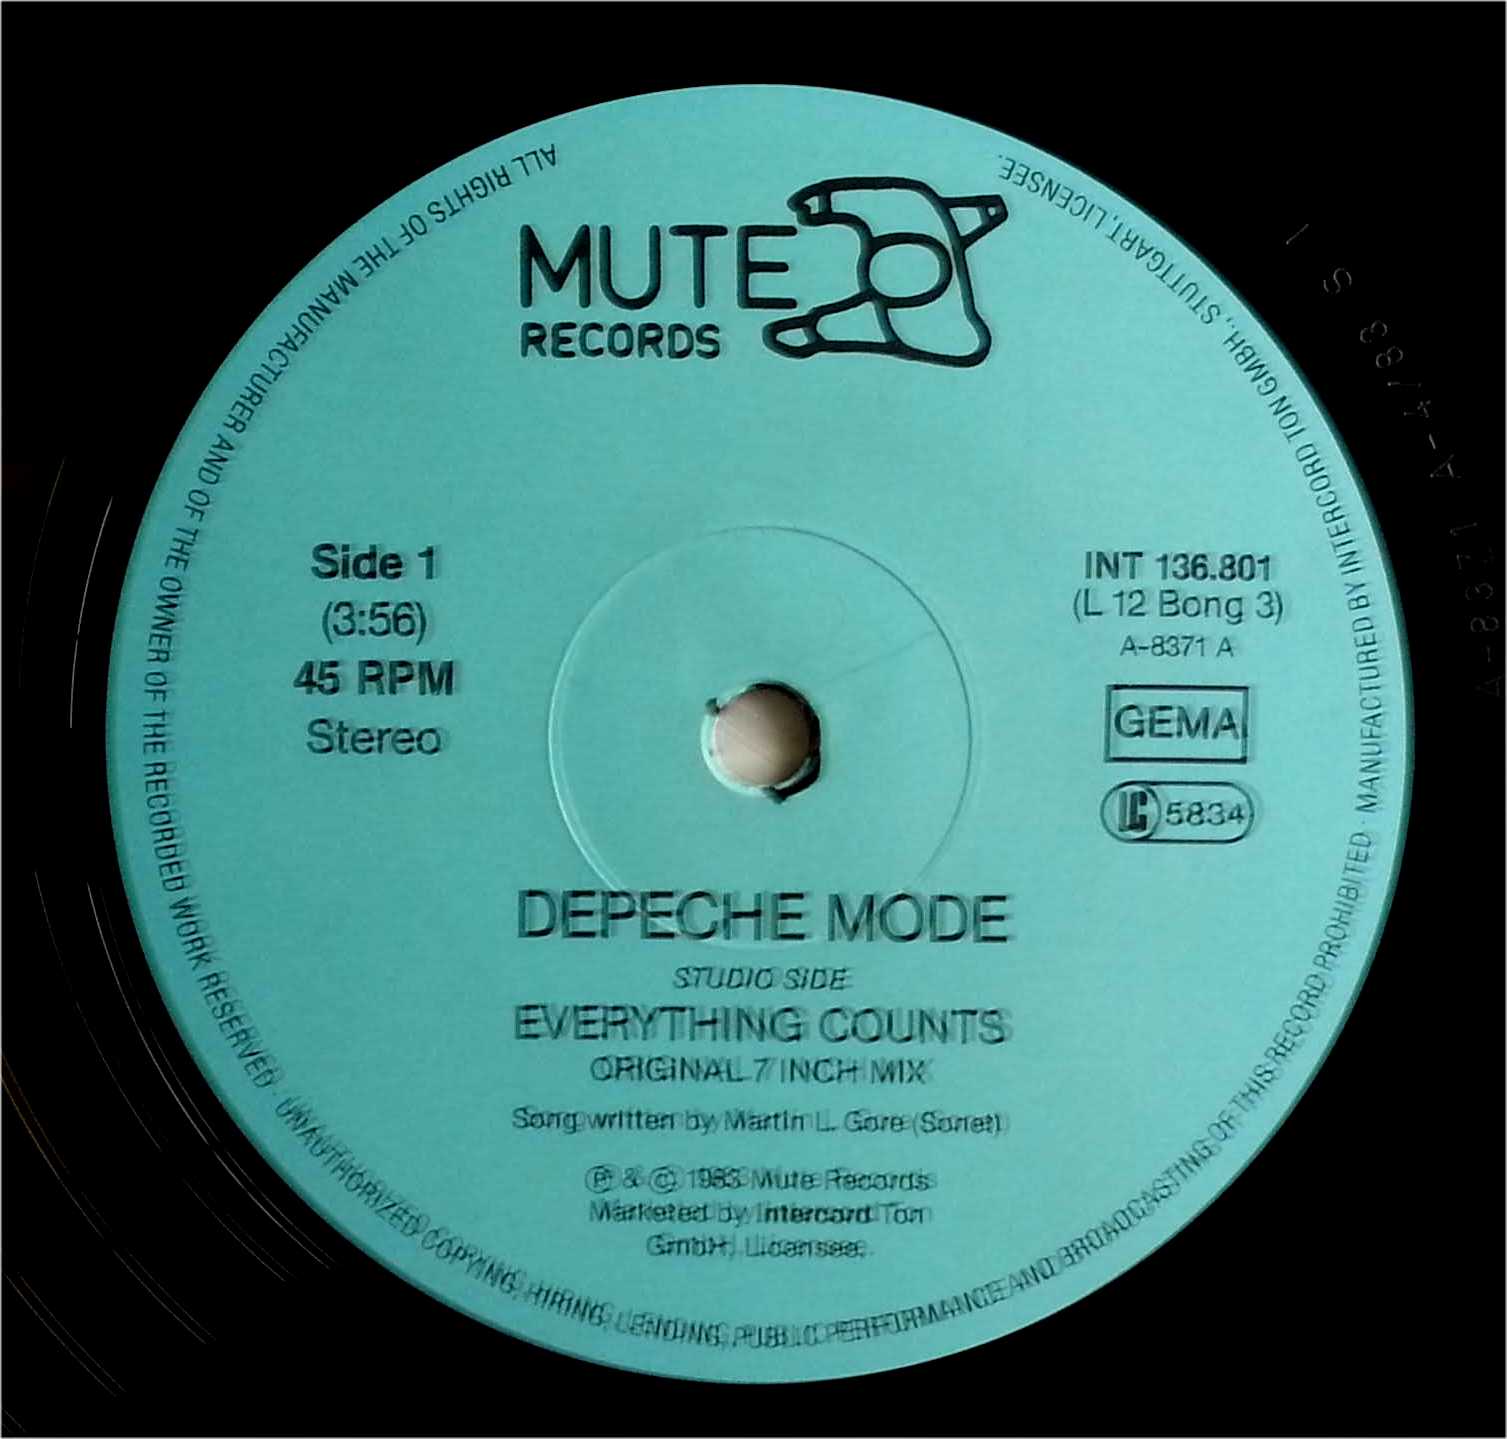 MUTE
RECORDS
Side 1
(3:56)
45 RPM
Stereo
INT 136.801
(L 12 Bong 3)
A-8371 A
GEMA
LC 5834
DEPECHE MODE
STUDIO SIDE
EVERYTHING COUNTS
ORIGINAL 7 INCH MIX
Song written by Martin L. Gore (Sonet)
℗ & © 1983 Mute Records
Marketed by Intercord Ton
GmbH, Licensee.
ALL RIGHTS OF THE MANUFACTURER AND OF THE OWNER OF THE RECORDED WORK RESERVED · UNAUTHORIZED COPYING, HIRING, LENDING, PUBLIC PERFORMANCE AND BROADCASTING OF THIS RECORD PROHIBITED · MANUFACTURED BY INTERCORD TON GMBH., STUTTGART, LICENSEE.